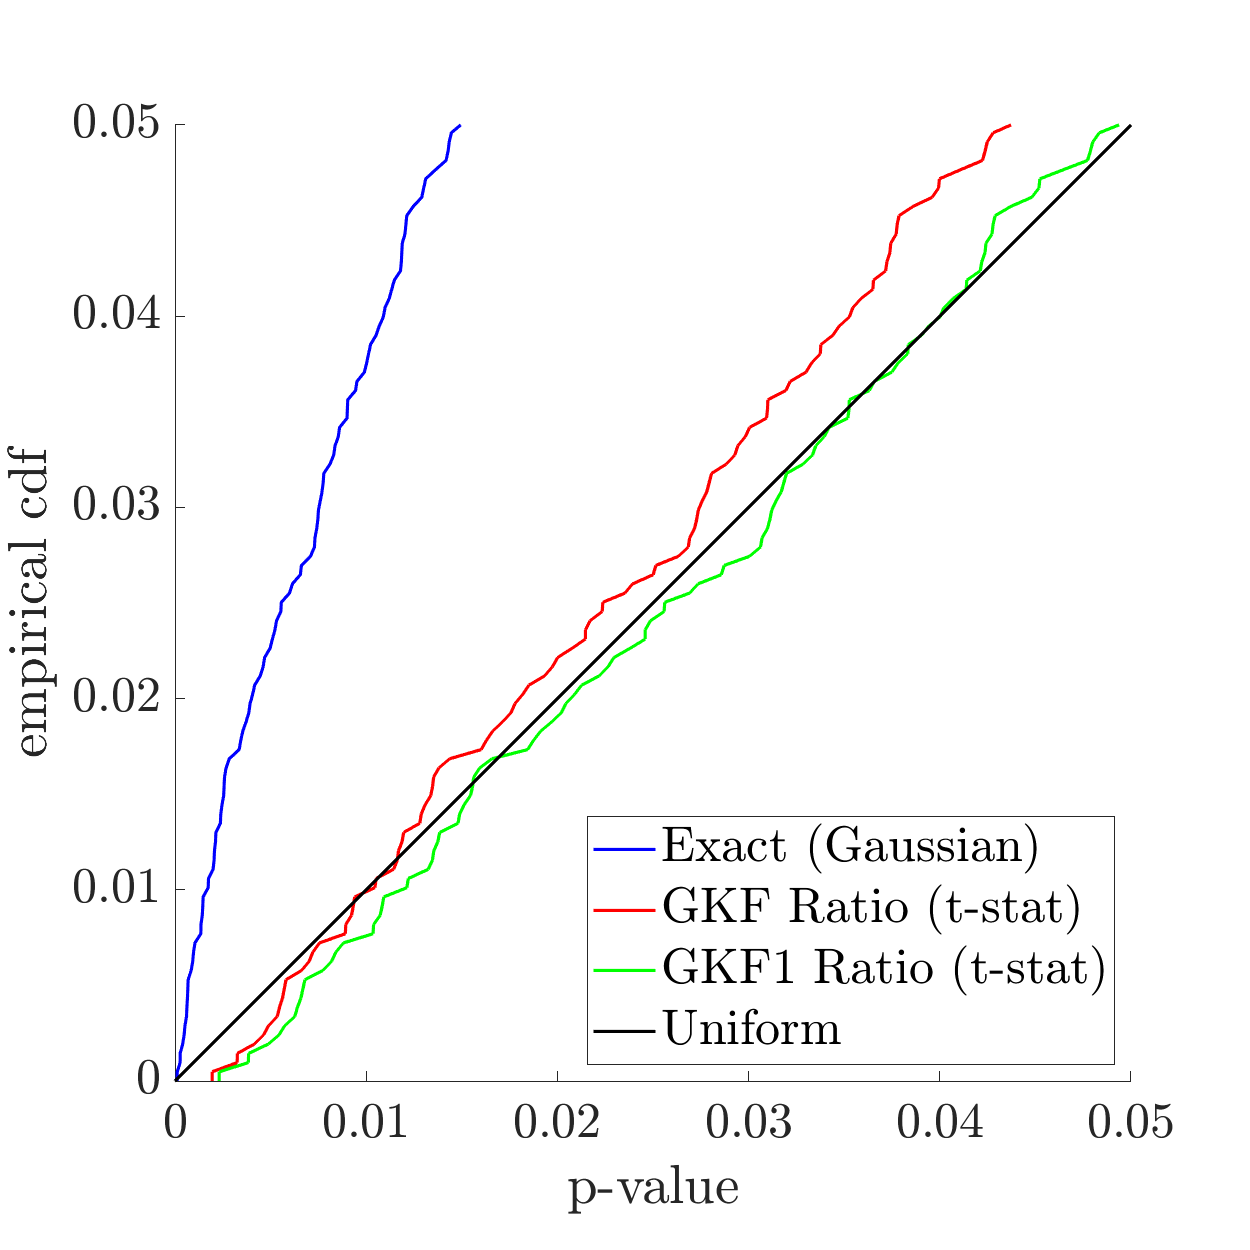 0.05
0.04
0.03
0.02
0.01
0
empirical cdf
Exact (Gaussian)
GKF Ratio (t-stat)
GKF1 Ratio (t-stat)
Uniform
0 0.01 0.02 0.03 0.04 0.05
p-value